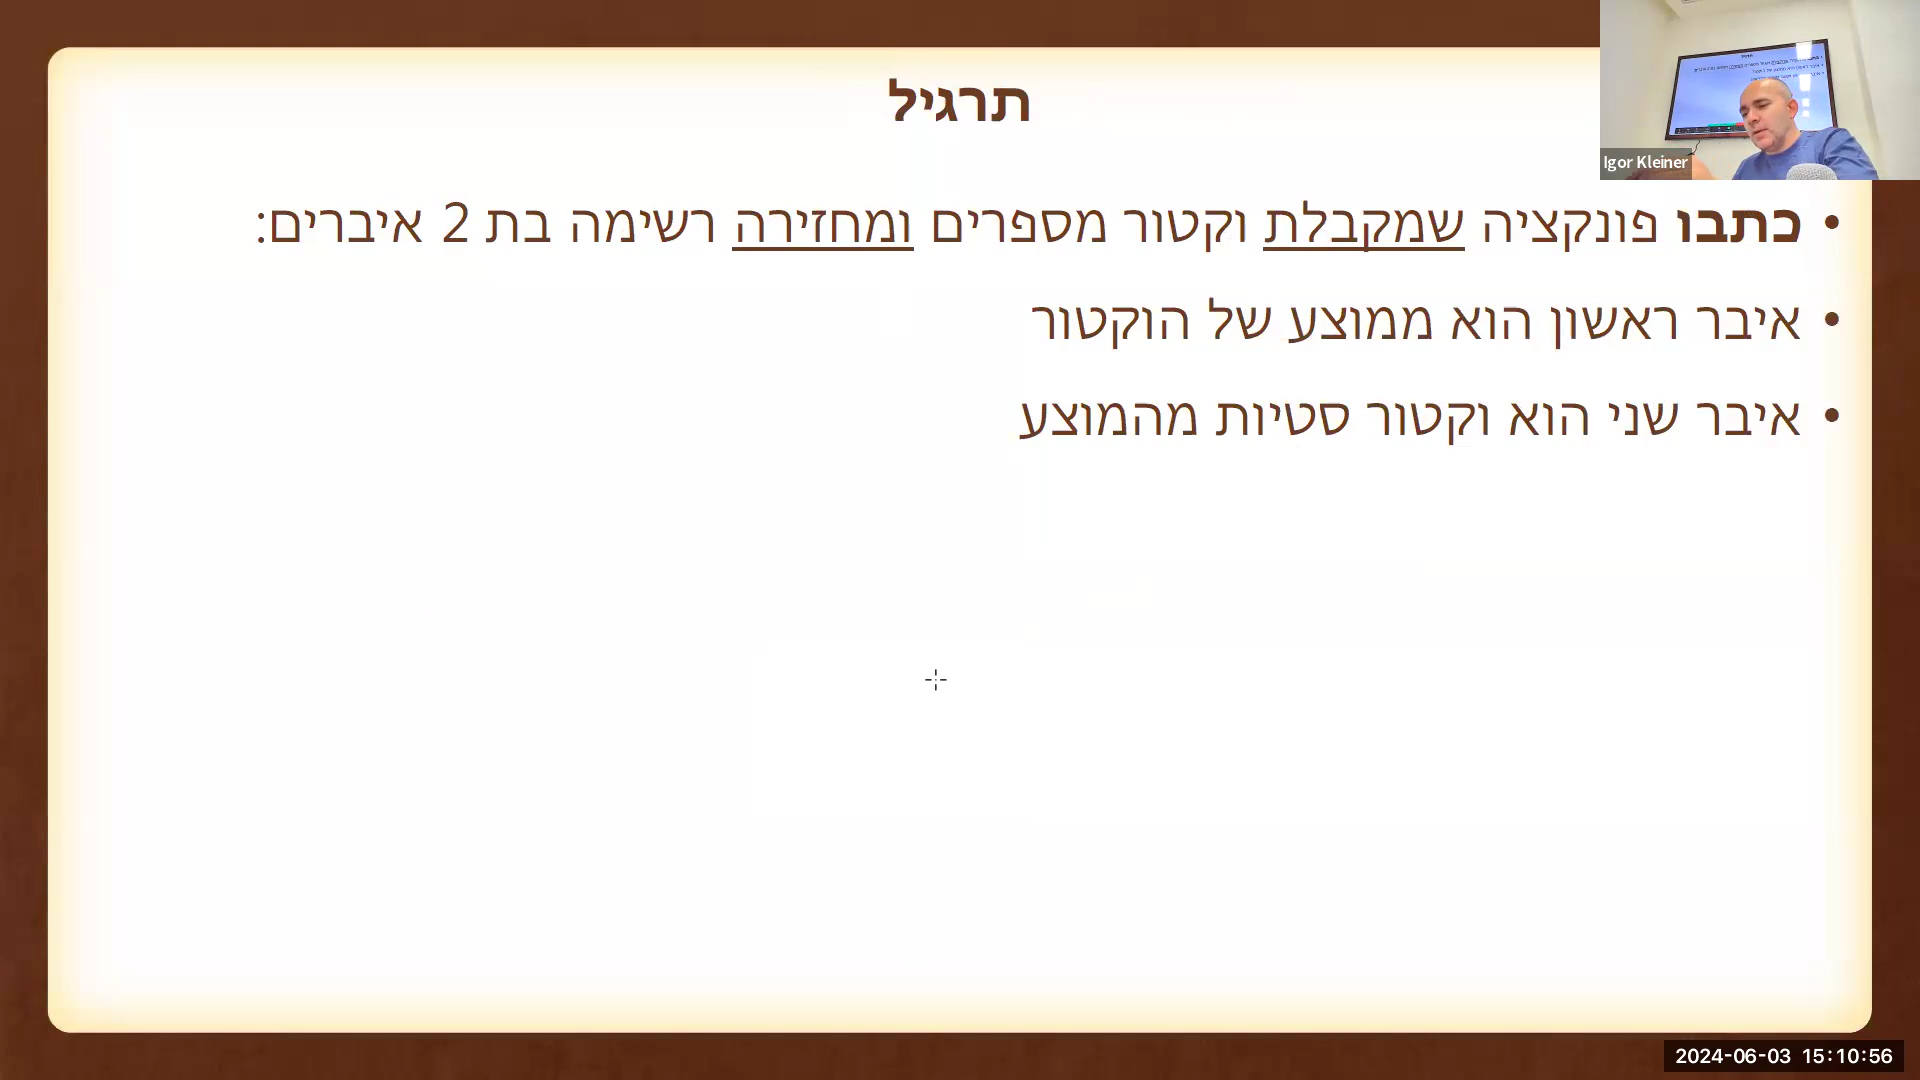 תרגיל
• כתבו פונקציה שמקבלת וקטור מספרים ומחזירה רשימה בת 2 איברים:
• איבר ראשון הוא ממוצע של הוקטור
• איבר שני הוא וקטור סטיות מהמוצע
Igor Kleiner
2024-06-03 15:10:56